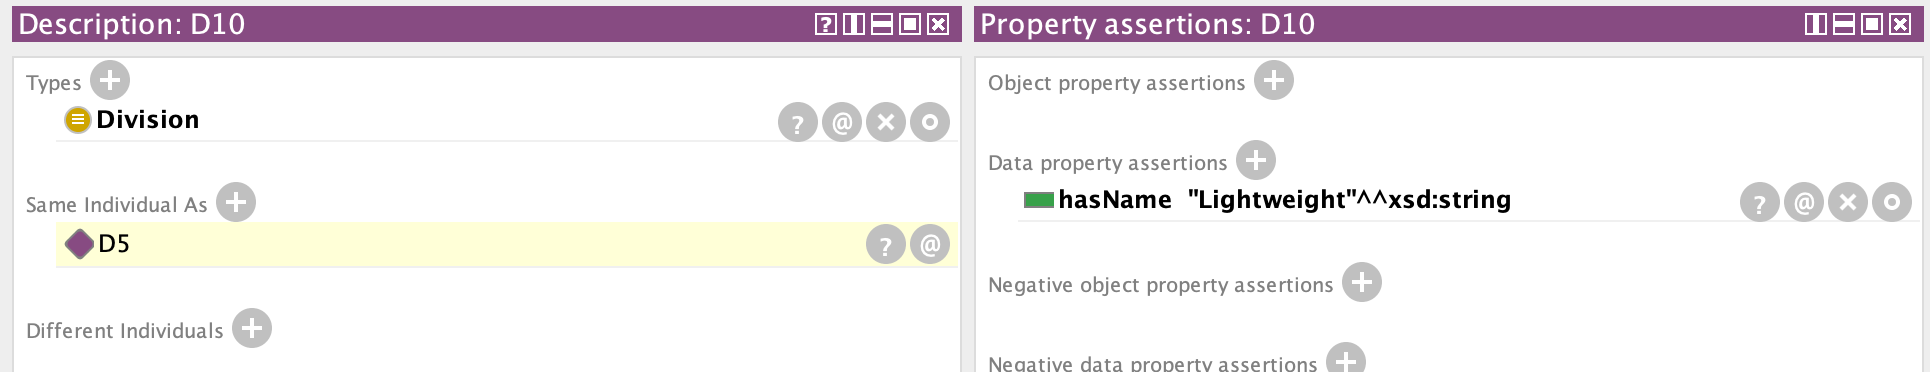 Description: D10
Types
Division
Same Individual As
D5
Different Individuals
Property assertions: D10
Object property assertions
Data property assertions
hasName "Lightweight"^^xsd:string
Negative object property assertions
Negative data property assertions